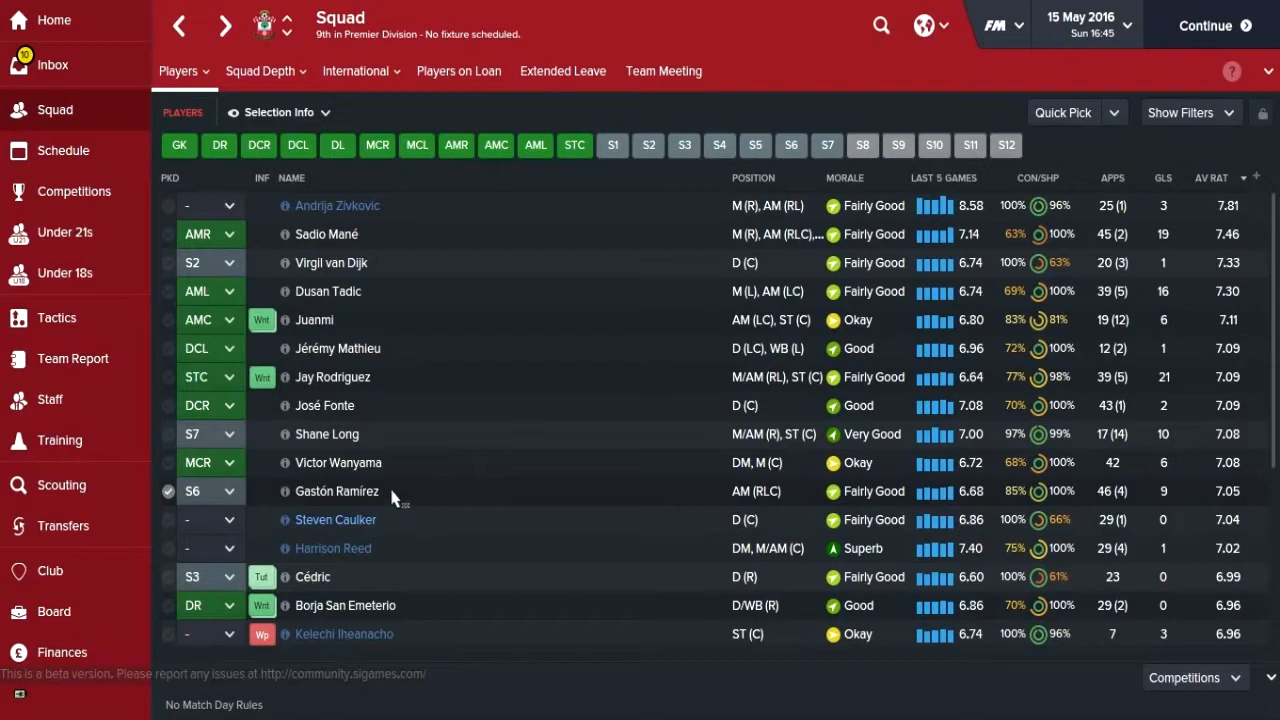 Home
Inbox
10
Squad
Schedule
Competitions
Under 21s
U21
Under 18s
U18
Tactics
Team Report
Staff
Training
Scouting
Transfers
Club
Board
Finances
Squad
9th in Premier Division - No fixture scheduled.
FM
15 May 2016
Sun 16:45
Continue
Players Squad Depth International Players on Loan Extended Leave Team Meeting ?
PLAYERS Selection Info Quick Pick Show Filters
GK DR DCR DCL DL MCR MCL AMR AMC AML STC S1 S2 S3 S4 S5 S6 S7 S8 S9 S10 S11 S12
PKD INF NAME POSITION MORALE LAST 5 GAMES CON/SHP APPS GLS AV RAT +
- Andrija Zivkovic M (R), AM (RL) Fairly Good 8.58 100% 96% 25 (1) 3 7.81
AMR Sadio Mané M (R), AM (RLC),... Fairly Good 7.14 63% 100% 45 (2) 19 7.46
S2 Virgil van Dijk D (C) Fairly Good 6.74 100% 63% 20 (3) 1 7.33
AML Dusan Tadic M (L), AM (LC) Fairly Good 6.74 69% 100% 39 (5) 16 7.30
AMC Wnt Juanmi AM (LC), ST (C) Okay 6.80 83% 81% 19 (12) 6 7.11
DCL Jérémy Mathieu D (LC), WB (L) Good 6.96 72% 100% 12 (2) 1 7.09
STC Wnt Jay Rodriguez M/AM (RL), ST (C) Fairly Good 6.64 77% 98% 39 (5) 21 7.09
DCR José Fonte D (C) Good 7.08 70% 100% 43 (1) 2 7.09
S7 Shane Long M/AM (R), ST (C) Very Good 7.00 97% 99% 17 (14) 10 7.08
MCR Victor Wanyama DM, M (C) Okay 6.72 68% 100% 42 6 7.08
S6 Gastón Ramírez AM (RLC) Fairly Good 6.68 85% 100% 46 (4) 9 7.05
- Steven Caulker D (C) Fairly Good 6.86 100% 66% 29 (1) 0 7.04
- Harrison Reed DM, M/AM (C) Superb 7.40 75% 100% 29 (4) 1 7.02
S3 Tut Cédric D (R) Fairly Good 6.60 100% 61% 23 0 6.99
DR Wnt Borja San Emeterio D/WB (R) Good 6.86 70% 100% 29 (2) 0 6.96
- Wp Kelechi Iheanacho ST (C) Okay 6.74 100% 96% 7 3 6.96
This is a beta version. Please report any issues at http://community.sigames.com/
Competitions
No Match Day Rules